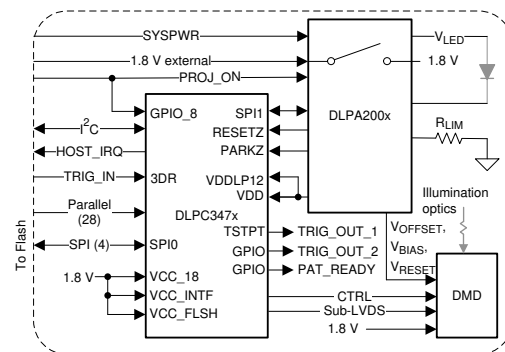 SYSPWR
1.8 V external
PROJ_ON
I²C
HOST_IRQ
TRIG_IN
Parallel
(28)
SPI (4)
To Flash
1.8 V
GPIO_8
3DR
DLPC347x
SPI0
VCC_18
VCC_INTF
VCC_FLSH
SPI1
RESETZ
PARKZ
VDDLP12
VDD
TSTPT
GPIO
GPIO
TRIG_OUT_1
TRIG_OUT_2
PAT_READY
CTRL
Sub-LVDS
1.8 V
DLPA200x
VLED
1.8 V
RLIM
Illumination
optics
VOFFSET,
VBIAS,
VRESET
DMD